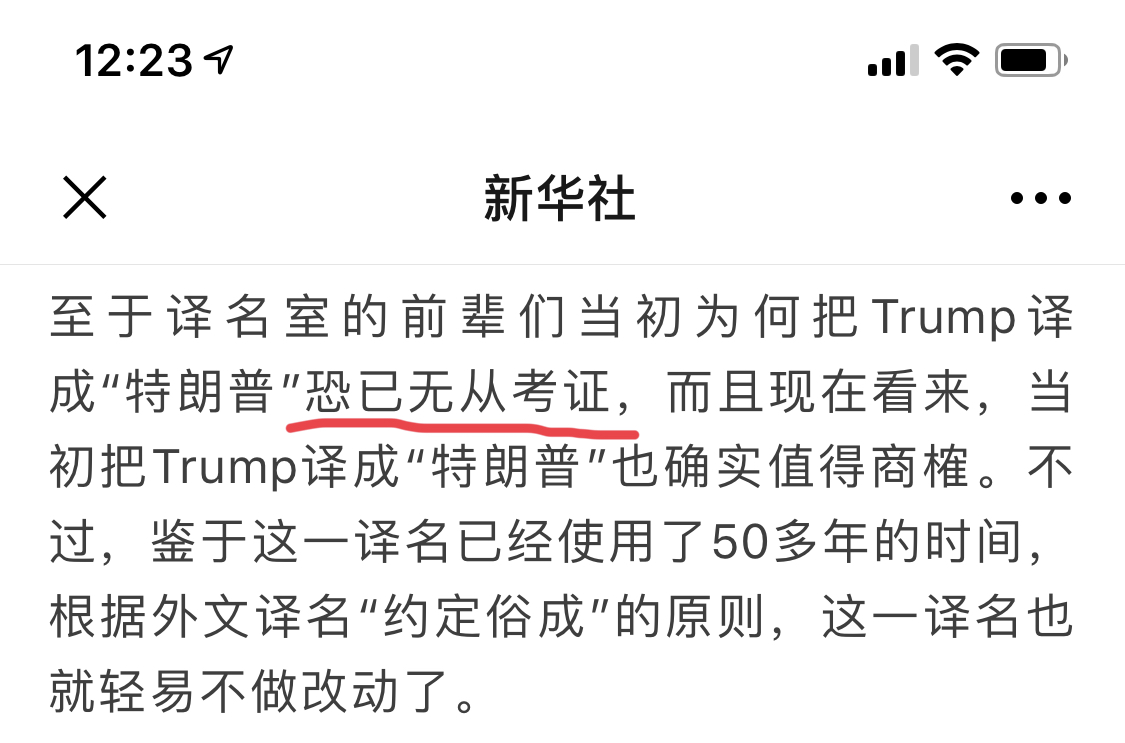 12:23
新华社
至于译名室的前辈们当初为何把Trump译
成“特朗普”恐已无从考证，而且现在看来，当
初把Trump译成“特朗普”也确实值得商榷。不
过，鉴于这一译名已经使用了50多年的时间，
根据外文译名“约定俗成”的原则，这一译名也
就轻易不做改动了。